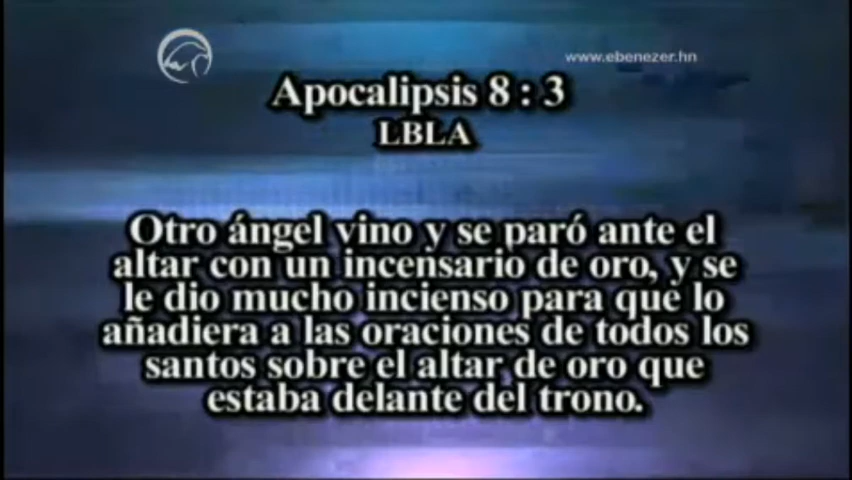 www.ebenezer.hn
Apocalipsis 8 : 3
LBLA
Otro ángel vino y se paró ante el
altar con un incensario de oro, y se
le dio mucho incienso para que lo
añadiera a las oraciones de todos los
santos sobre el altar de oro que
estaba delante del trono.